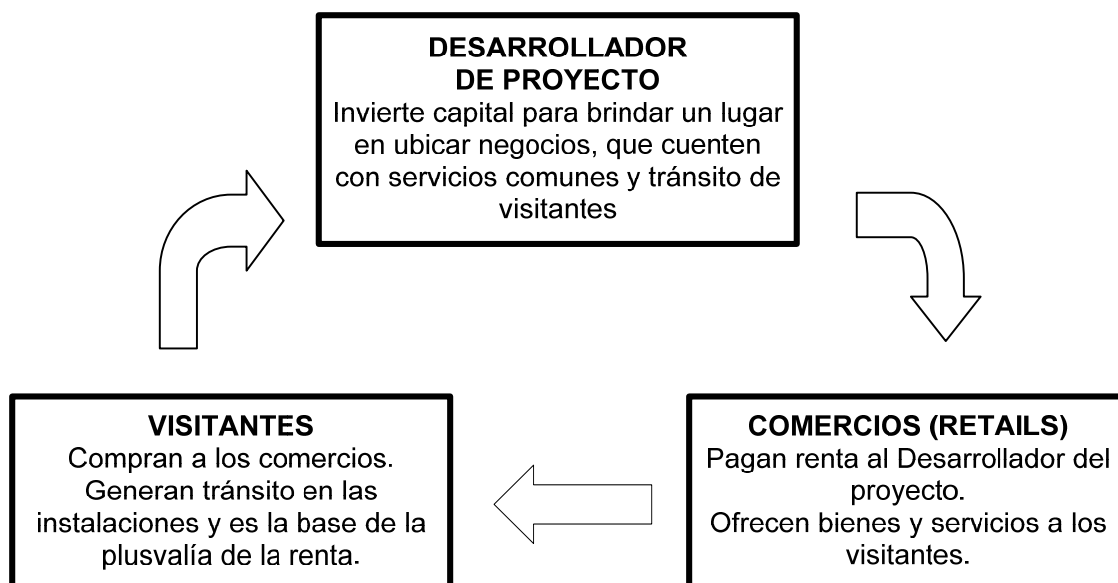 DESARROLLADOR
DE PROYECTO
Invierte capital para brindar un lugar
en ubicar negocios, que cuenten
con servicios comunes y tránsito de
visitantes
VISITANTES
Compran a los comercios.
Generan tránsito en las
instalaciones y es la base de la
plusvalía de la renta.
COMERCIOS (RETAILS)
Pagan renta al Desarrollador del
proyecto.
Ofrecen bienes y servicios a los
visitantes.